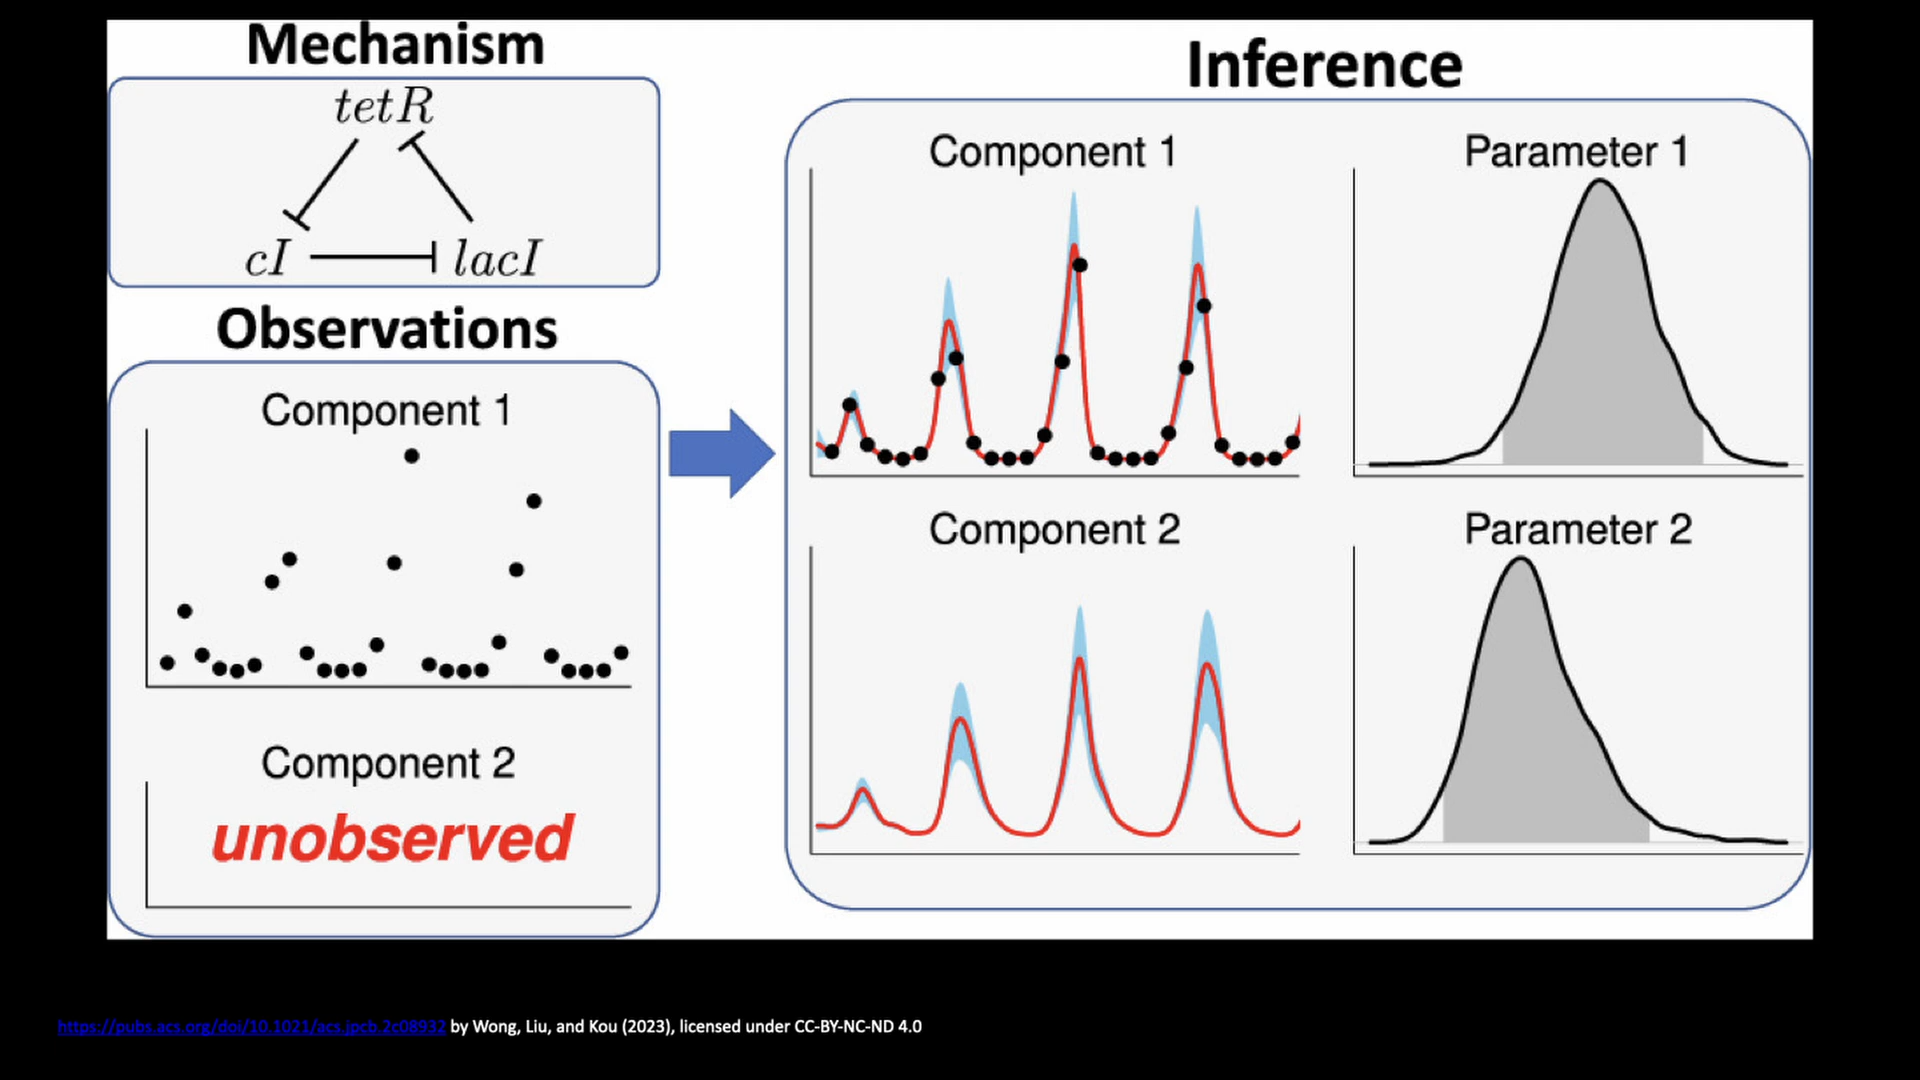 Mechanism
tetR
cI
lacI
Observations
Component 1
Component 2
unobserved
Inference
Component 1
Parameter 1
Component 2
Parameter 2
https://pubs.acs.org/doi/10.1021/acs.jpcb.2c08932 by Wong, Liu, and Kou (2023), licensed under CC-BY-NC-ND 4.0